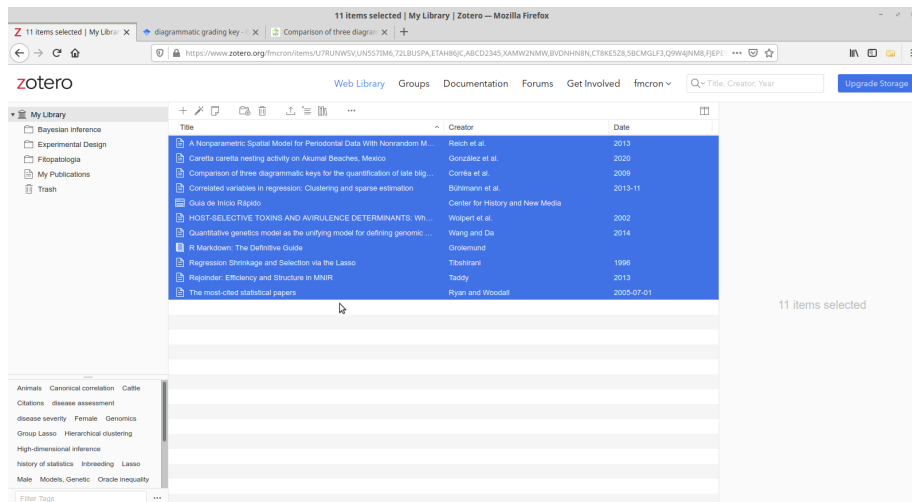 11 items selected | My Library | Zotero — Mozilla Firefox
Z 11 items selected | My Librar × diagrammatic grading key - × Comparison of three diagran × +
https://www.zotero.org/fmcron/items/U7RUNWSV,UN5S7IM6,72LBUSPA,ETAH86JC,ABCD2345,XAMW2NMW,BVDNHN8N,CT8KE5Z8,5BCMGLF3,Q9W4JNM8,FJEPI
zotero
Web Library Groups Documentation Forums Get Involved fmcron Title, Creator, Year Upgrade Storage
My Library
Bayesian Inference
Experimental Design
Fitopatologia
My Publications
Trash
Title Creator Date
A Nonparametric Spatial Model for Periodontal Data With Nonrandom M... Reich et al. 2013
Caretta caretta nesting activity on Akumal Beaches, Mexico González et al. 2020
Comparison of three diagrammatic keys for the quantification of late blig... Corrêa et al. 2009
Correlated variables in regression: Clustering and sparse estimation Bühlmann et al. 2013-11
Guia de Início Rápido Center for History and New Media
HOST-SELECTIVE TOXINS AND AVIRULENCE DETERMINANTS: Wh... Wolpert et al. 2002
Quantitative genetics model as the unifying model for defining genomic ... Wang and Da 2014
R Markdown: The Definitive Guide Grolemund
Regression Shrinkage and Selection via the Lasso Tibshirani 1996
Rejoinder: Efficiency and Structure in MNIR Taddy 2013
The most-cited statistical papers Ryan and Woodall 2005-07-01
11 items selected
Animals Canonical correlation Cattle
Citations disease assessment
disease severity Female Genomics
Group Lasso Hierarchical clustering
High-dimensional inference
history of statistics Inbreeding Lasso
Male Models, Genetic Oracle inequality
Filter Tags